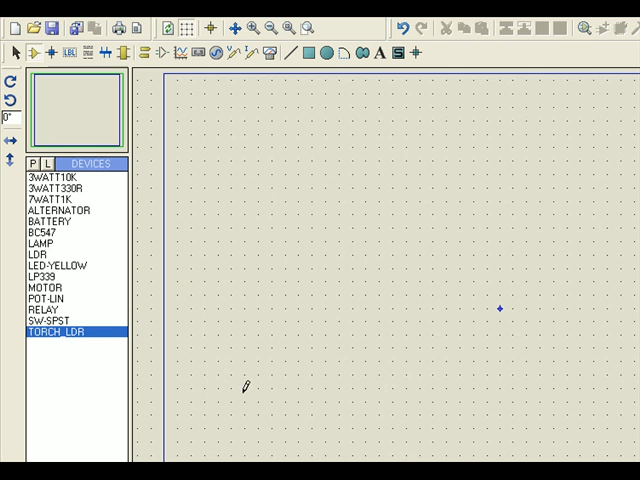 LBL
A
S
0°
P L DEVICES
3WATT10K
3WATT330R
7WATT1K
ALTERNATOR
BATTERY
BC547
LAMP
LDR
LED-YELLOW
LP339
MOTOR
POT-LIN
RELAY
SW-SPST
TORCH_LDR